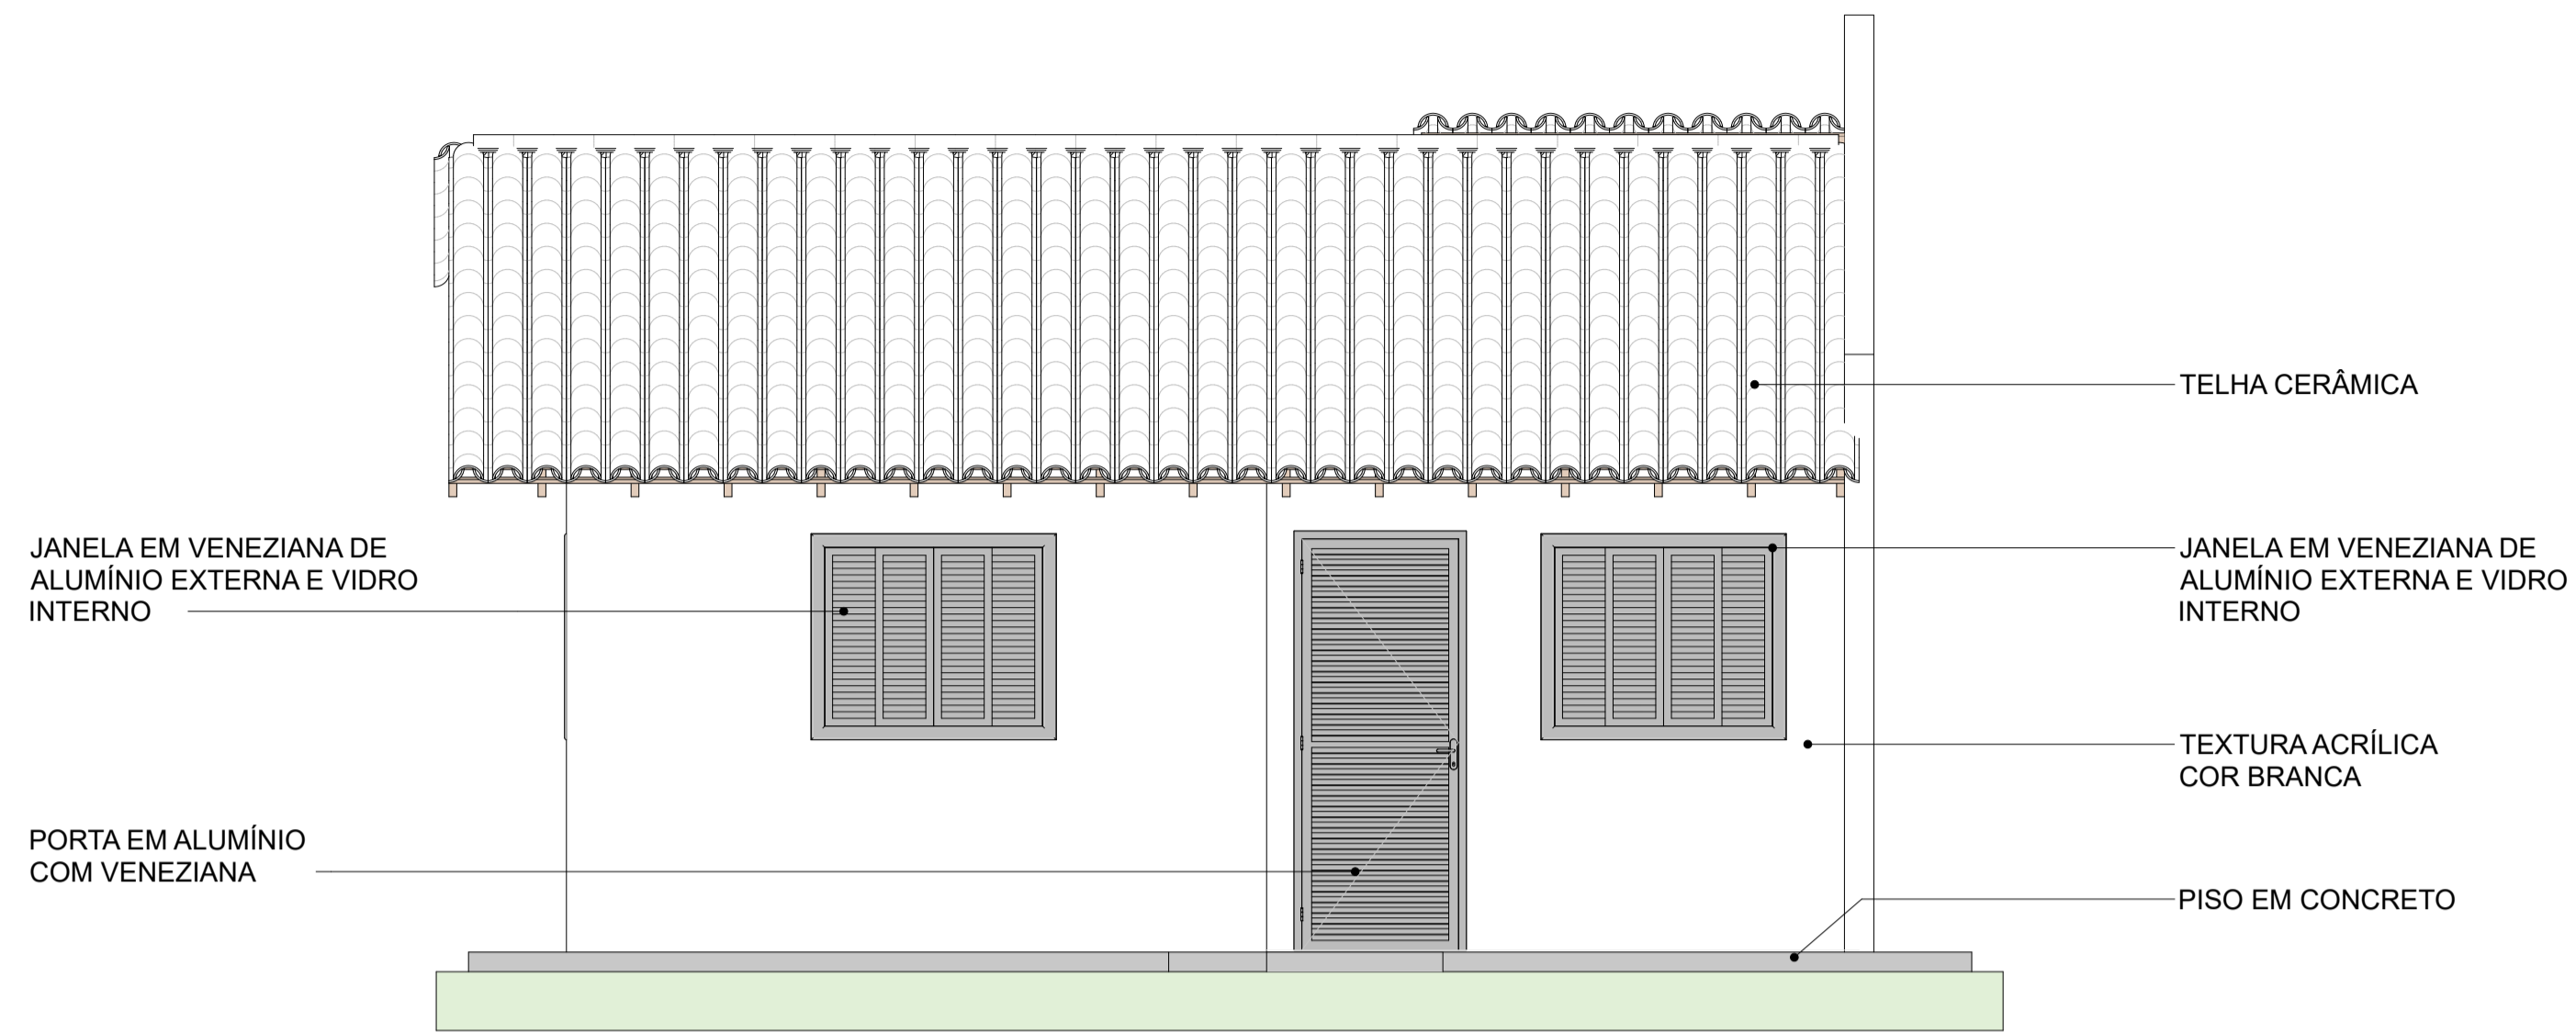 TELHA CERÂMICA
JANELA EM VENEZIANA DE
ALUMÍNIO EXTERNA E VIDRO
INTERNO
JANELA EM VENEZIANA DE
ALUMÍNIO EXTERNA E VIDRO
INTERNO
TEXTURA ACRÍLICA
COR BRANCA
PORTA EM ALUMÍNIO
COM VENEZIANA
PISO EM CONCRETO